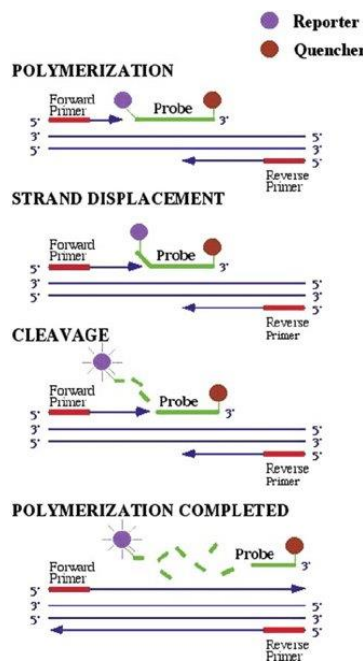 Reporter
Quencher
POLYMERIZATION
Forward
Primer
Probe
5' 3'
3' 5'
5' 3'
5'
Reverse
Primer
STRAND DISPLACEMENT
Forward
Primer
Probe
5' 3'
3' 5'
5' 3'
5'
Reverse
Primer
CLEAVAGE
Forward
Primer
Probe
5' 3'
3' 5'
5' 3'
5'
Reverse
Primer
POLYMERIZATION COMPLETED
Forward
Primer
Probe
5' 3'
3' 5'
5' 3'
5'
Reverse
Primer